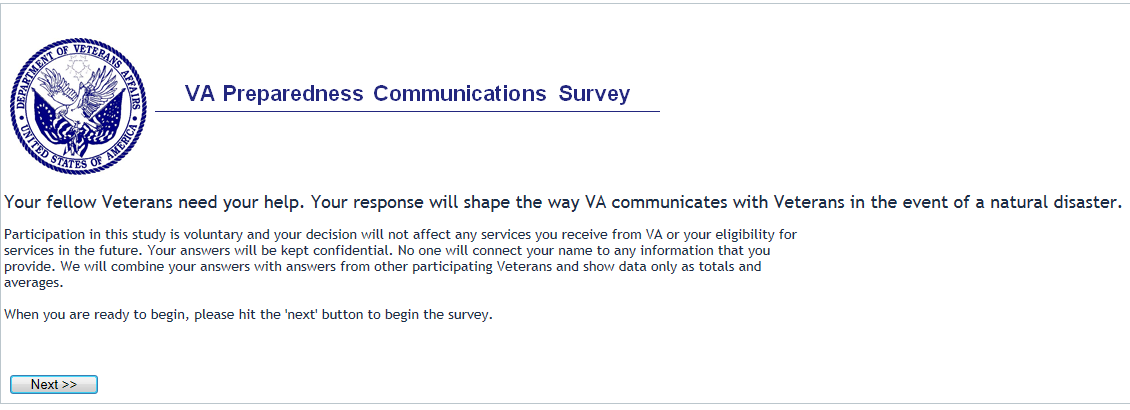 DEPARTMENT OF VETERANS AFFAIRS
UNITED STATES OF AMERICA
VA Preparedness Communications Survey
Your fellow Veterans need your help. Your response will shape the way VA communicates with Veterans in the event of a natural disaster.
Participation in this study is voluntary and your decision will not affect any services you receive from VA or your eligibility for
services in the future. Your answers will be kept confidential. No one will connect your name to any information that you
provide. We will combine your answers with answers from other participating Veterans and show data only as totals and
averages.
When you are ready to begin, please hit the 'next' button to begin the survey.
Next >>